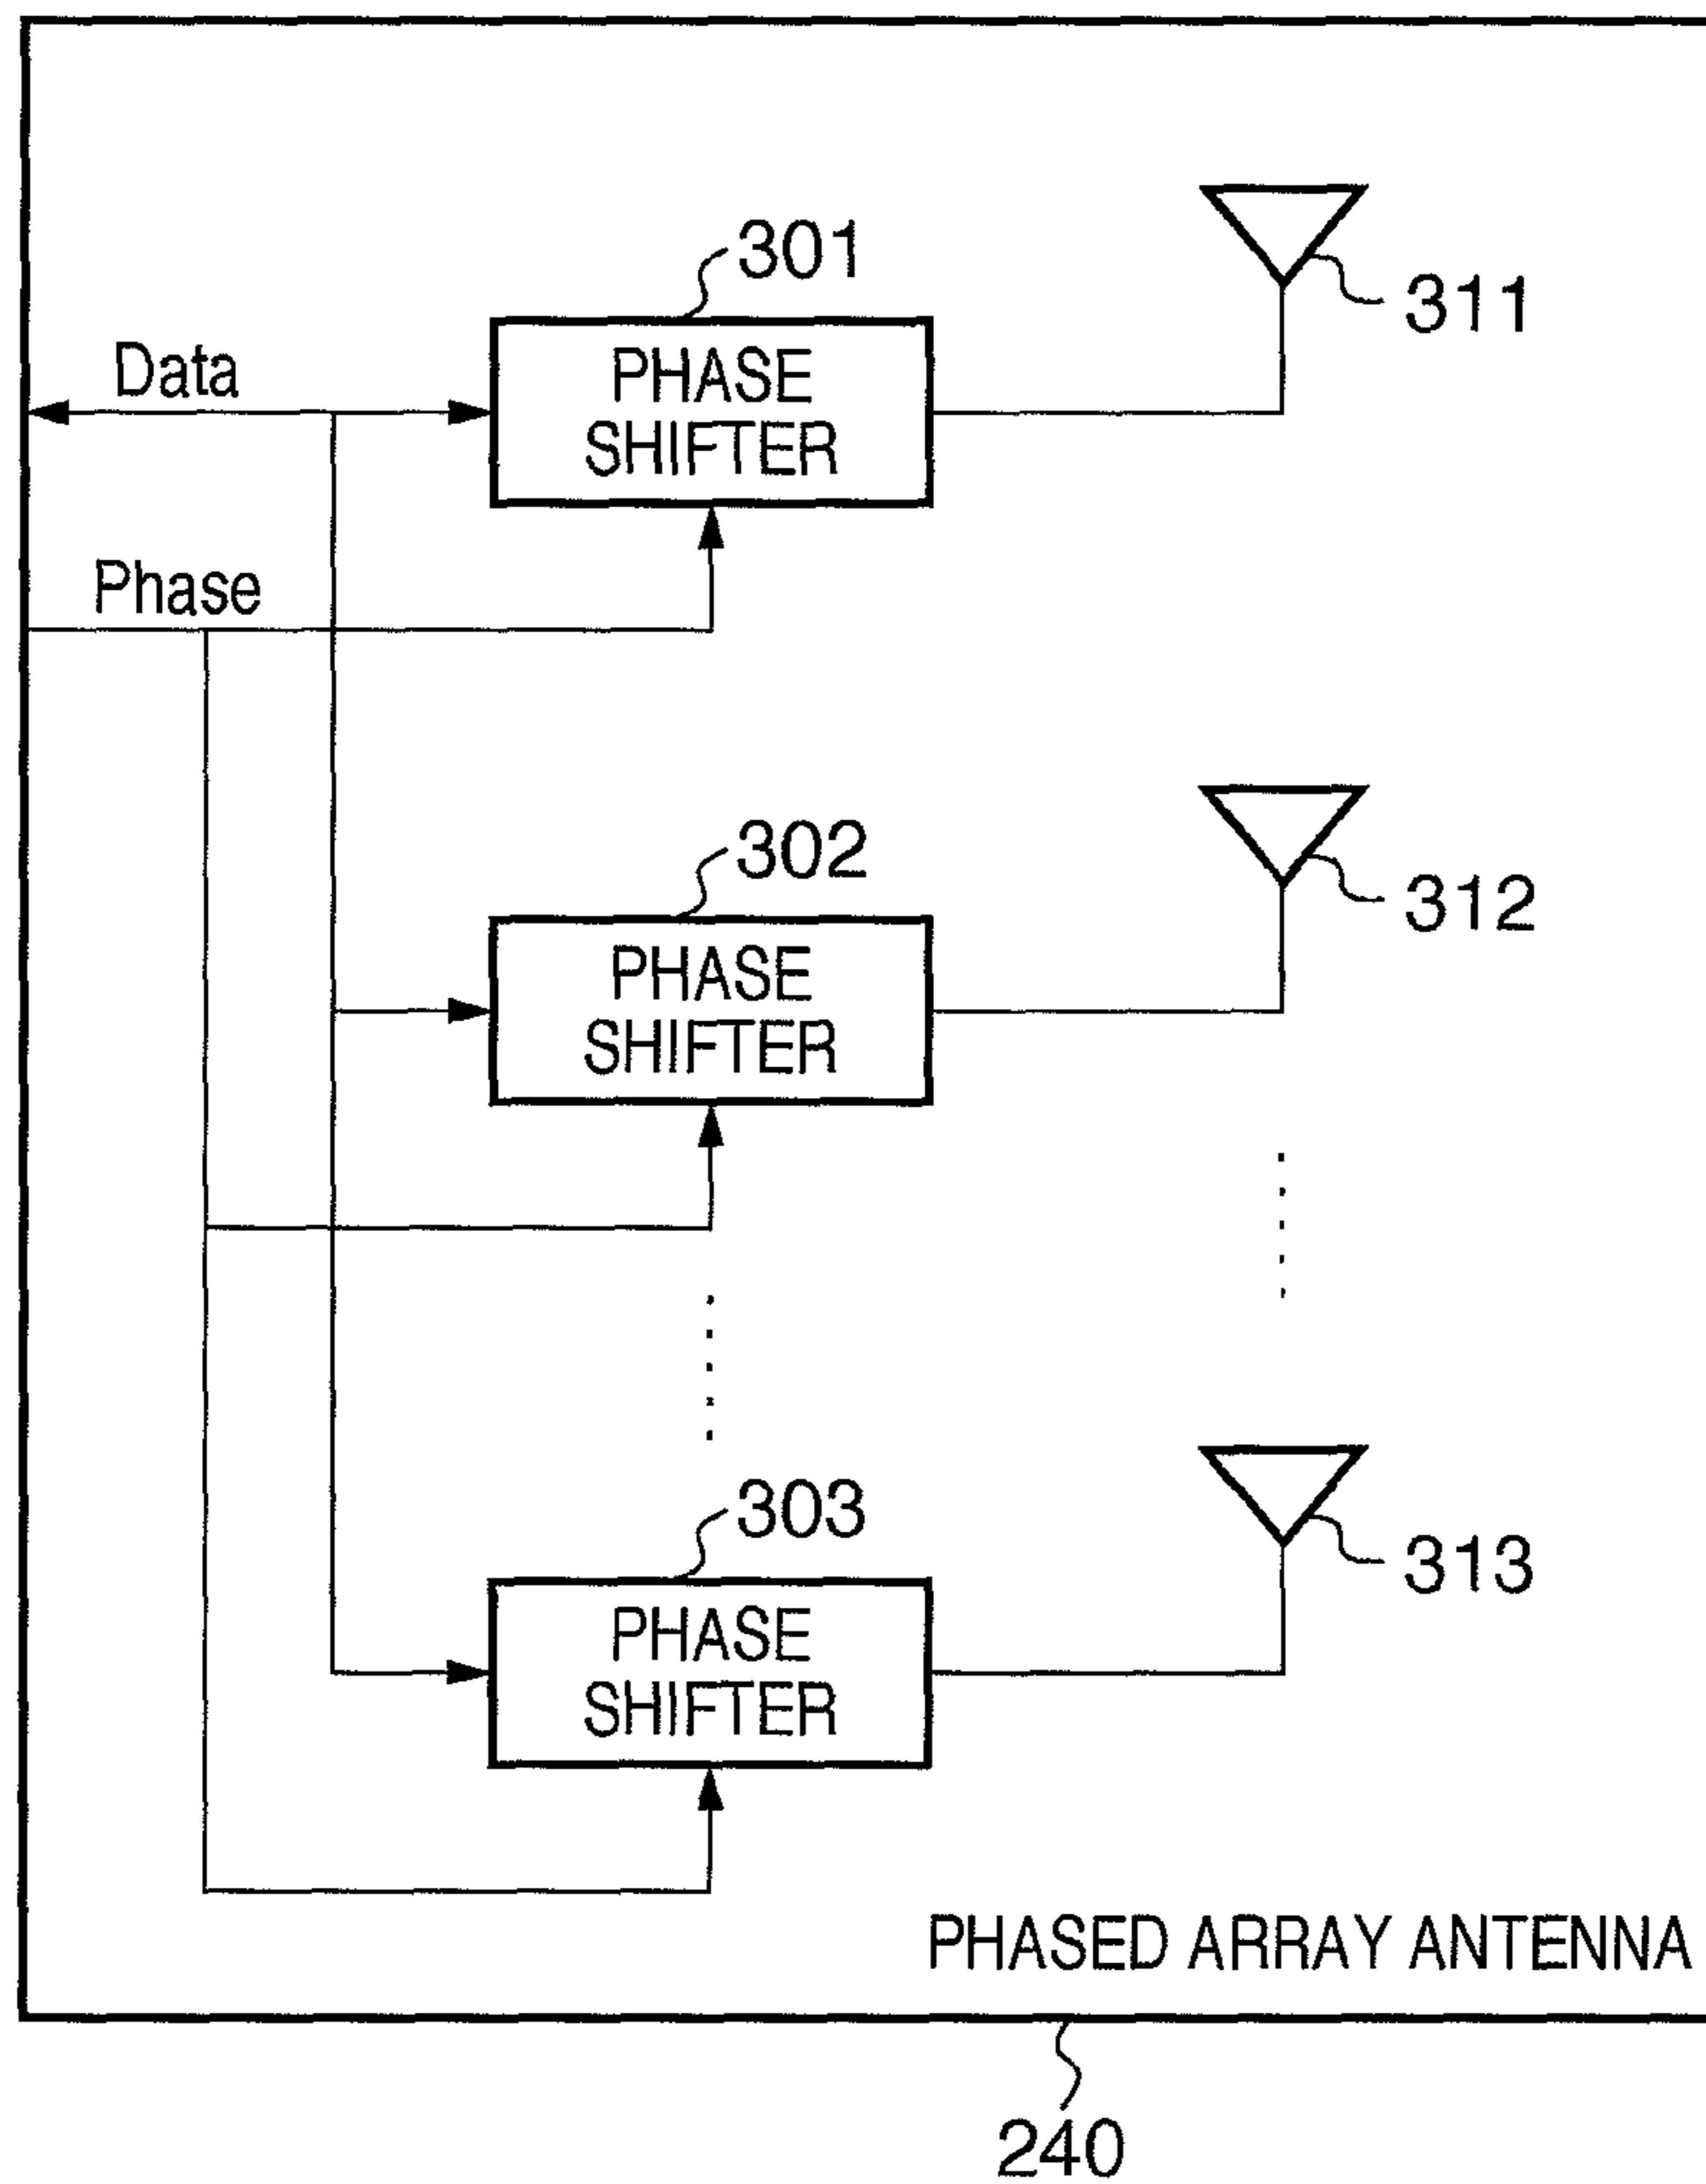 301
311
Data
PHASE
SHIFTER
Phase
302
312
PHASE
SHIFTER
303
313
PHASE
SHIFTER
PHASED ARRAY ANTENNA
240